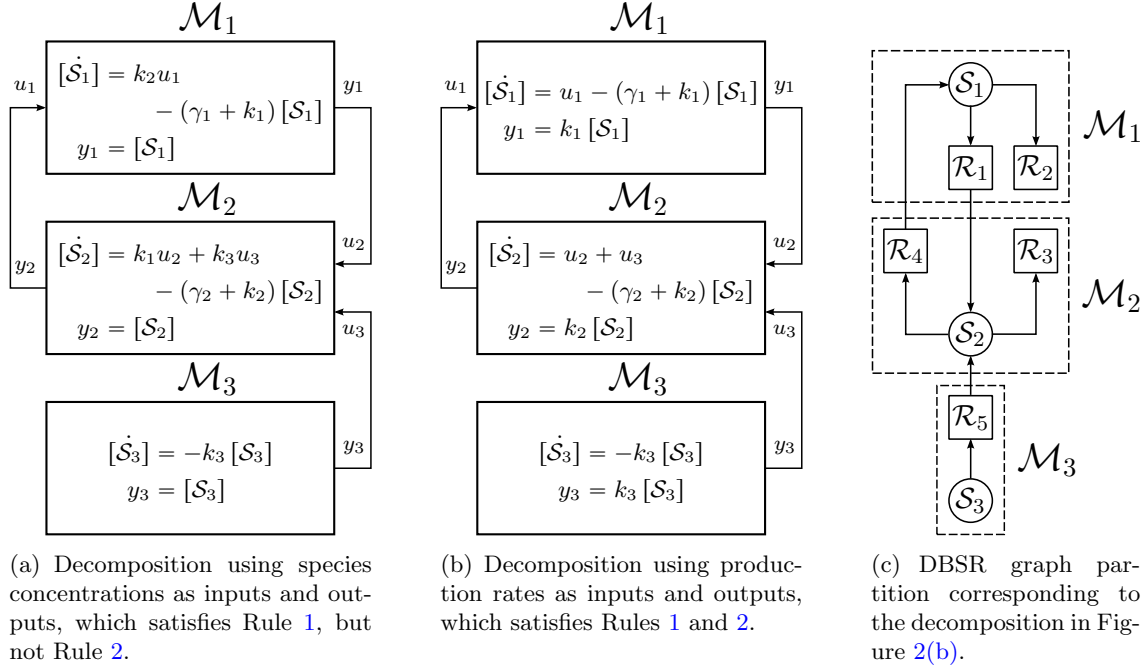 M₁
[Ṡ₁] = k₂u₁
− (γ₁ + k₁) [S₁]
y₁ = [S₁]
u₁
y₁
M₂
[Ṡ₂] = k₁u₂ + k₃u₃
− (γ₂ + k₂) [S₂]
y₂ = [S₂]
y₂
u₂
u₃
M₃
[Ṡ₃] = −k₃ [S₃]
y₃ = [S₃]
y₃
(a) Decomposition using species
concentrations as inputs and out-
puts, which satisfies Rule 1, but
not Rule 2.
M₁
[Ṡ₁] = u₁ − (γ₁ + k₁) [S₁]
y₁ = k₁ [S₁]
u₁
y₁
M₂
[Ṡ₂] = u₂ + u₃
− (γ₂ + k₂) [S₂]
y₂ = k₂ [S₂]
y₂
u₂
u₃
M₃
[Ṡ₃] = −k₃ [S₃]
y₃ = k₃ [S₃]
y₃
(b) Decomposition using produc-
tion rates as inputs and outputs,
which satisfies Rules 1 and 2.
S₁
R₁
R₂
M₁
R₄
R₃
S₂
M₂
R₅
S₃
M₃
(c) DBSR graph par-
tition corresponding to
the decomposition in Fig-
ure 2(b).